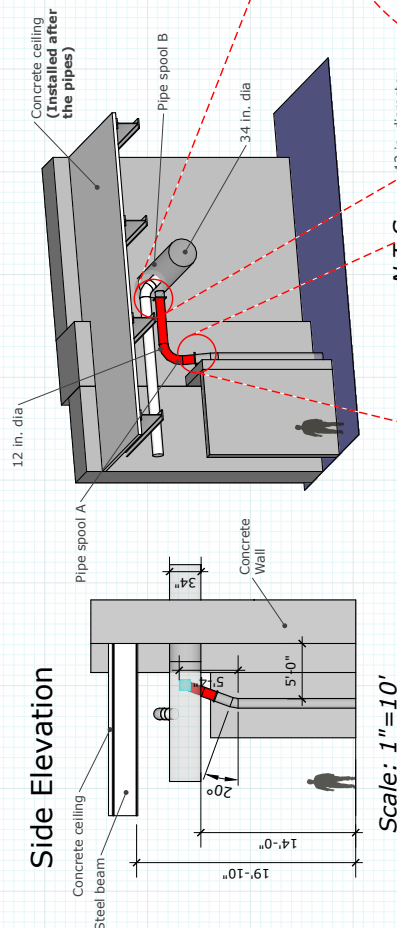 Side Elevation
Concrete ceiling
Steel beam
34"
5'-4"
Concrete
Wall
5'-0"
20°
14'-0"
19'-10"
Scale: 1"=10'
Concrete ceiling
(Installed after
the pipes)
12 in. dia
Pipe spool B
Pipe spool A
34 in. dia